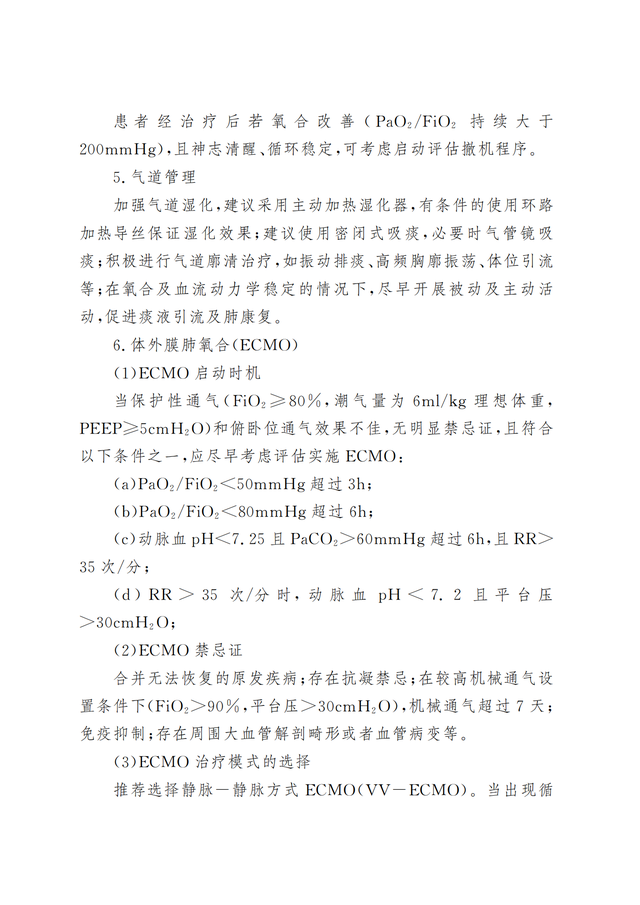 患者经治疗后若氧合改善(PaO₂/FiO₂ 持续大于
200mmHg),且神志清醒、循环稳定,可考虑启动评估撤机程序。
5. 气道管理
加强气道湿化,建议采用主动加热湿化器,有条件的使用环路
加热导丝保证湿化效果;建议使用密闭式吸痰,必要时气管镜吸
痰;积极进行气道廓清治疗,如振动排痰、高频胸廓振荡、体位引流
等;在氧合及血流动力学稳定的情况下,尽早开展被动及主动活
动,促进痰液引流及肺康复。
6. 体外膜肺氧合(ECMO)
(1)ECMO 启动时机
当保护性通气(FiO₂≥80%,潮气量为 6ml/kg 理想体重,
PEEP≥5cmH₂O)和俯卧位通气效果不佳,无明显禁忌证,且符合
以下条件之一,应尽早考虑评估实施 ECMO:
(a)PaO₂/FiO₂<50mmHg 超过 3h;
(b)PaO₂/FiO₂<80mmHg 超过 6h;
(c)动脉血 pH<7.25 且 PaCO₂>60mmHg 超过 6h,且 RR>
35 次/分;
(d)RR>35 次/分时,动脉血 pH<7.2 且平台压
>30cmH₂O;
(2)ECMO 禁忌证
合并无法恢复的原发疾病;存在抗凝禁忌;在较高机械通气设
置条件下(FiO₂>90%,平台压>30cmH₂O),机械通气超过 7 天;
免疫抑制;存在周围大血管解剖畸形或者血管病变等。
(3)ECMO 治疗模式的选择
推荐选择静脉-静脉方式 ECMO(VV-ECMO)。当出现循